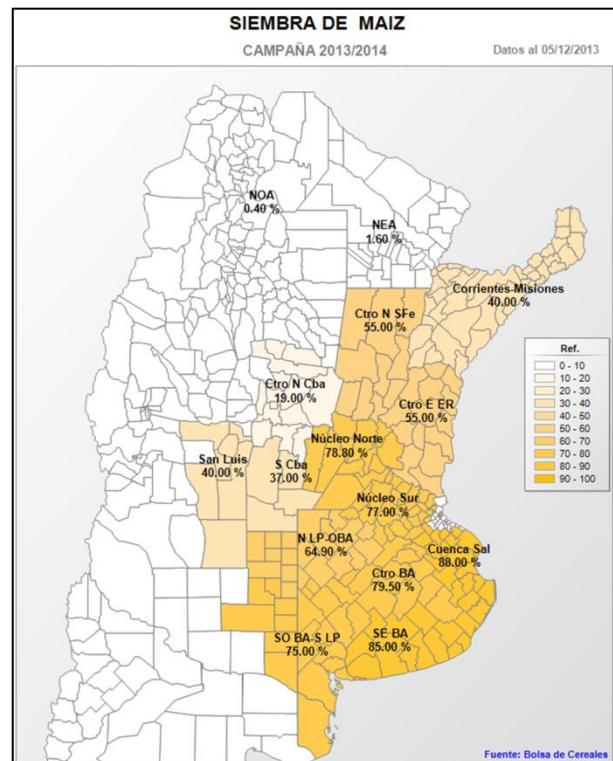 SIEMBRA DE MAIZ
CAMPAÑA 2013/2014
Datos al 05/12/2013
NOA
0.40 %
NEA
1.60 %
Corrientes-Misiones
40.00 %
Ctro N SFe
55.00 %
Ctro N Cba
19.00 %
Ctro E ER
55.00 %
Núcleo Norte
78.80 %
San Luis
40.00 %
S Cba
37.00 %
Núcleo Sur
77.00 %
N LP-OBA
64.90 %
Cuenca Sal
88.00 %
Ctro BA
79.50 %
SO BA-S LP
75.00 %
SE BA
85.00 %
Ref.
0 - 10
10 - 20
20 - 30
30 - 40
40 - 50
50 - 60
60 - 70
70 - 80
80 - 90
90 - 100
Fuente: Bolsa de Cereales